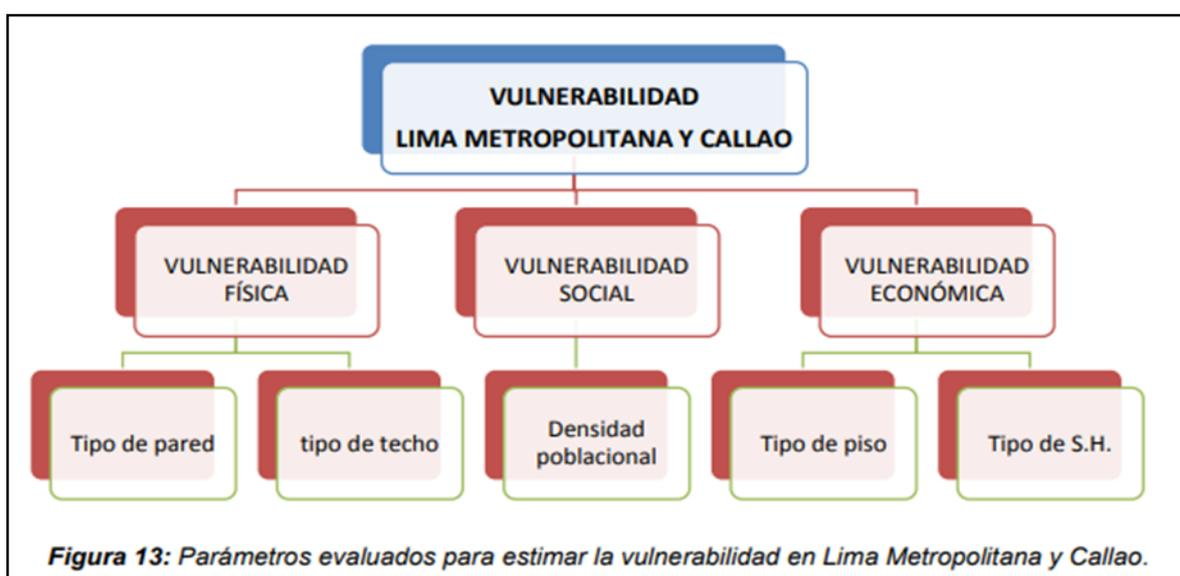 VULNERABILIDAD
LIMA METROPOLITANA Y CALLAO
VULNERABILIDAD
FÍSICA
VULNERABILIDAD
SOCIAL
VULNERABILIDAD
ECONÓMICA
Tipo de pared
tipo de techo
Densidad
poblacional
Tipo de piso
Tipo de S.H.
Figura 13: Parámetros evaluados para estimar la vulnerabilidad en Lima Metropolitana y Callao.